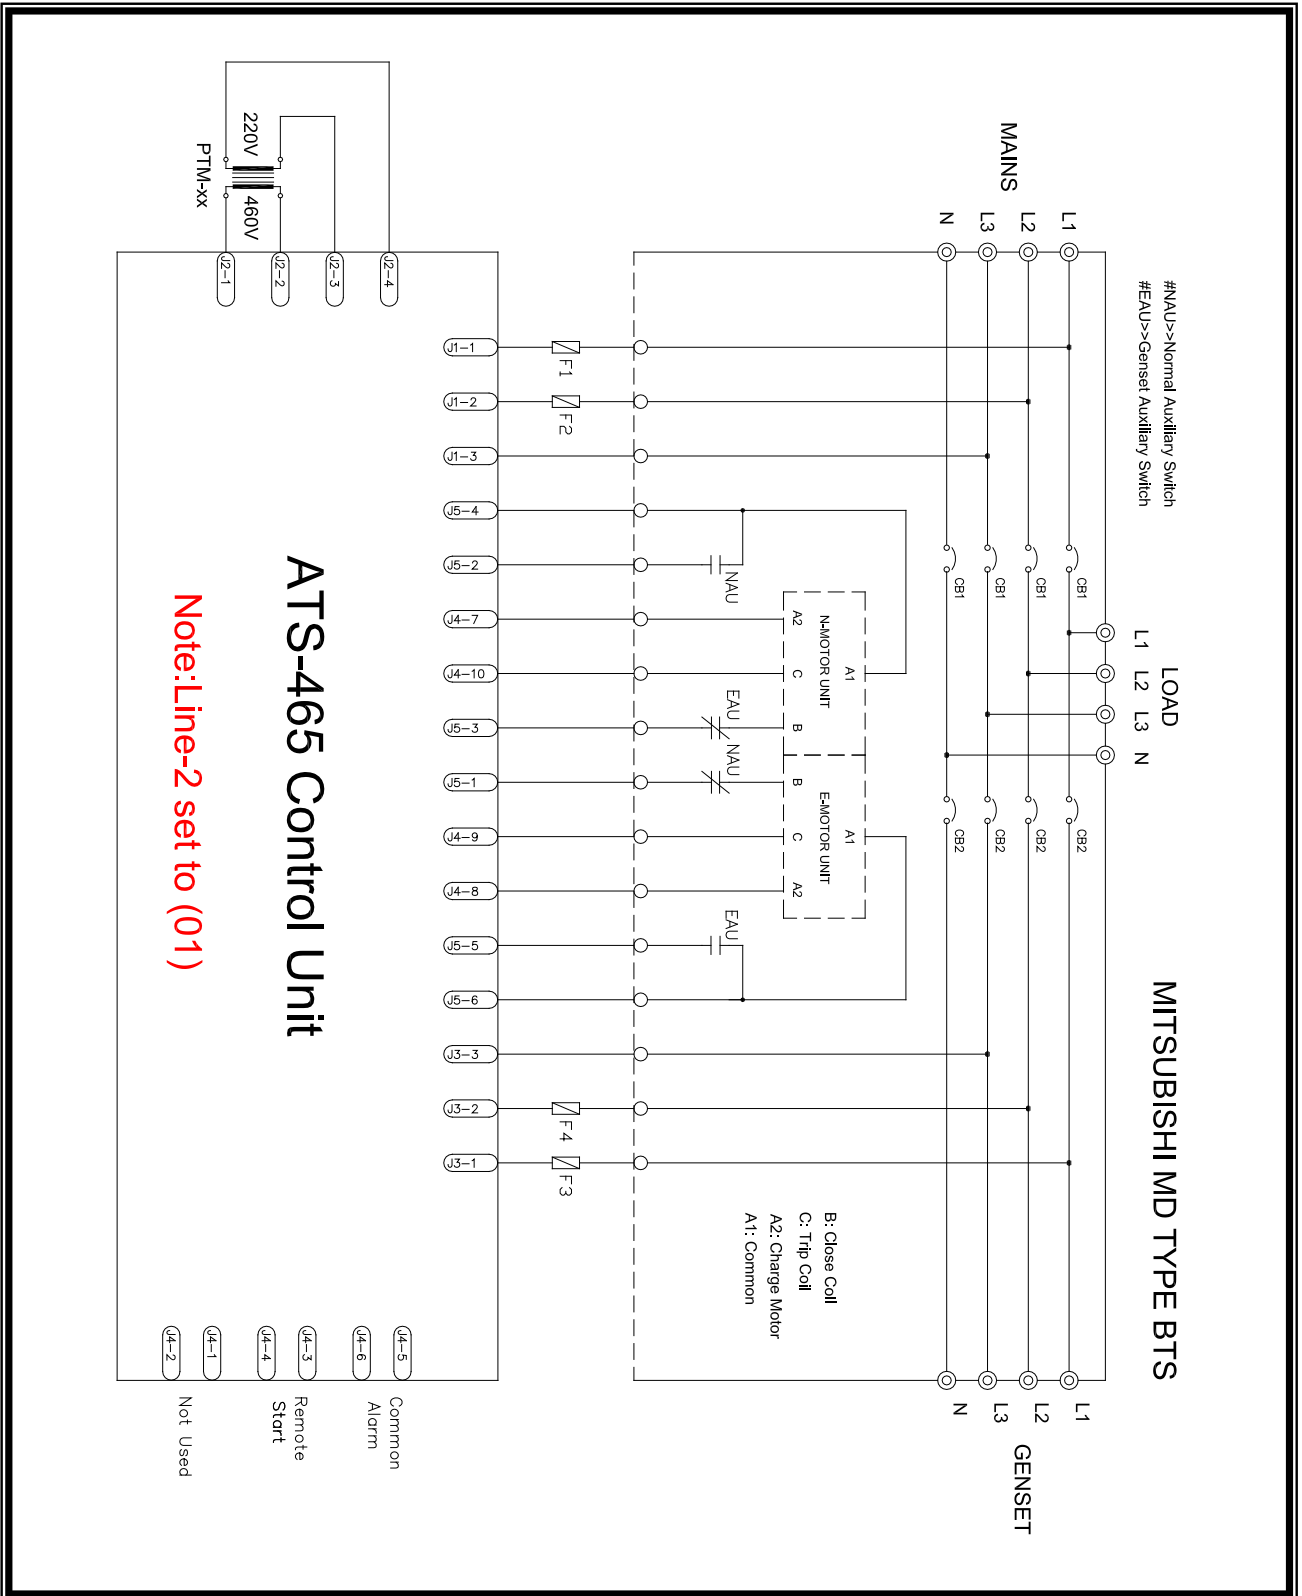 MITSUBISHI MD TYPE BTS
#NAU>>Normal Auxiliary Switch
#EAU>>Genset Auxiliary Switch
LOAD
L1
L2
L3
N
MAINS
L1
L2
L3
N
CB1
CB1
CB1
CB1
CB2
CB2
CB2
CB2
L1
L2
L3
N
GENSET
A1
N-MOTOR UNIT
A2
C
B
A1
E-MOTOR UNIT
B
C
A2
NAU
EAU
NAU
EAU
B: Close Coil
C: Trip Coil
A2: Charge Motor
A1: Common
F1
F2
F4
F3
J1-1
J1-2
J1-3
J5-4
J5-2
J4-7
J4-10
J5-3
J5-1
J4-9
J4-8
J5-5
J5-6
J3-3
J3-2
J3-1
J2-4
J2-3
J2-2
J2-1
220V
460V
PTM-xx
ATS-465 Control Unit
Note:Line-2 set to (01)
J4-5
J4-6
Common
Alarm
J4-3
J4-4
Remote
Start
J4-1
J4-2
Not Used